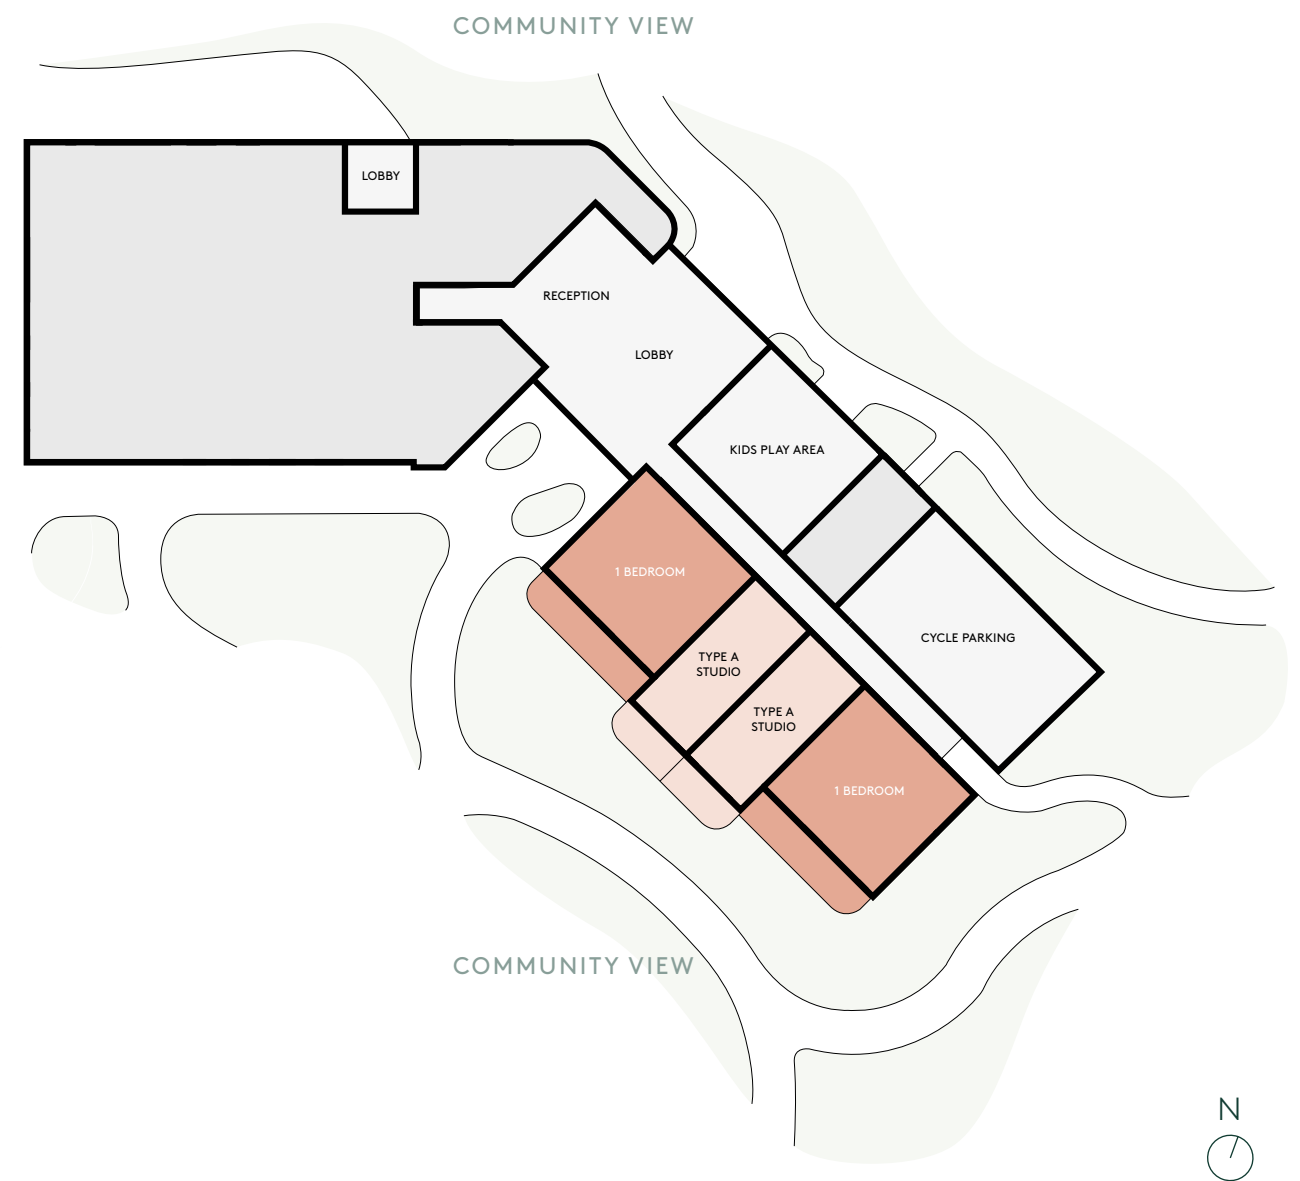 COMMUNITY VIEW
LOBBY
RECEPTION
LOBBY
KIDS PLAY AREA
1 BEDROOM
CYCLE PARKING
TYPE A
STUDIO
TYPE A
STUDIO
1 BEDROOM
COMMUNITY VIEW
N